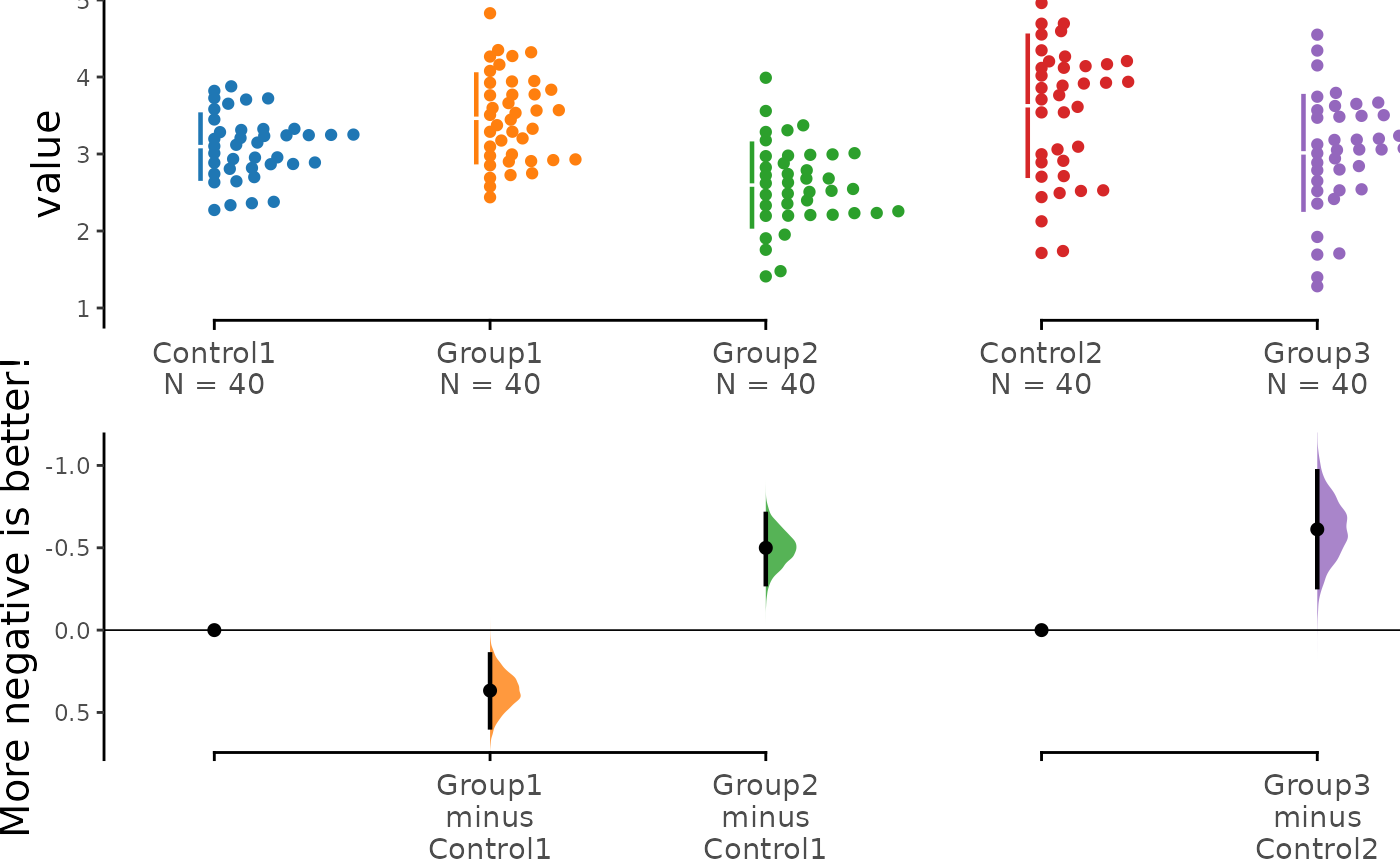 value
5
4
3
2
1
Control1
N = 40
Group1
N = 40
Group2
N = 40
Control2
N = 40
Group3
N = 40
More negative is better!
-1.0
-0.5
0.0
0.5
Group1
minus
Control1
Group2
minus
Control1
Group3
minus
Control2